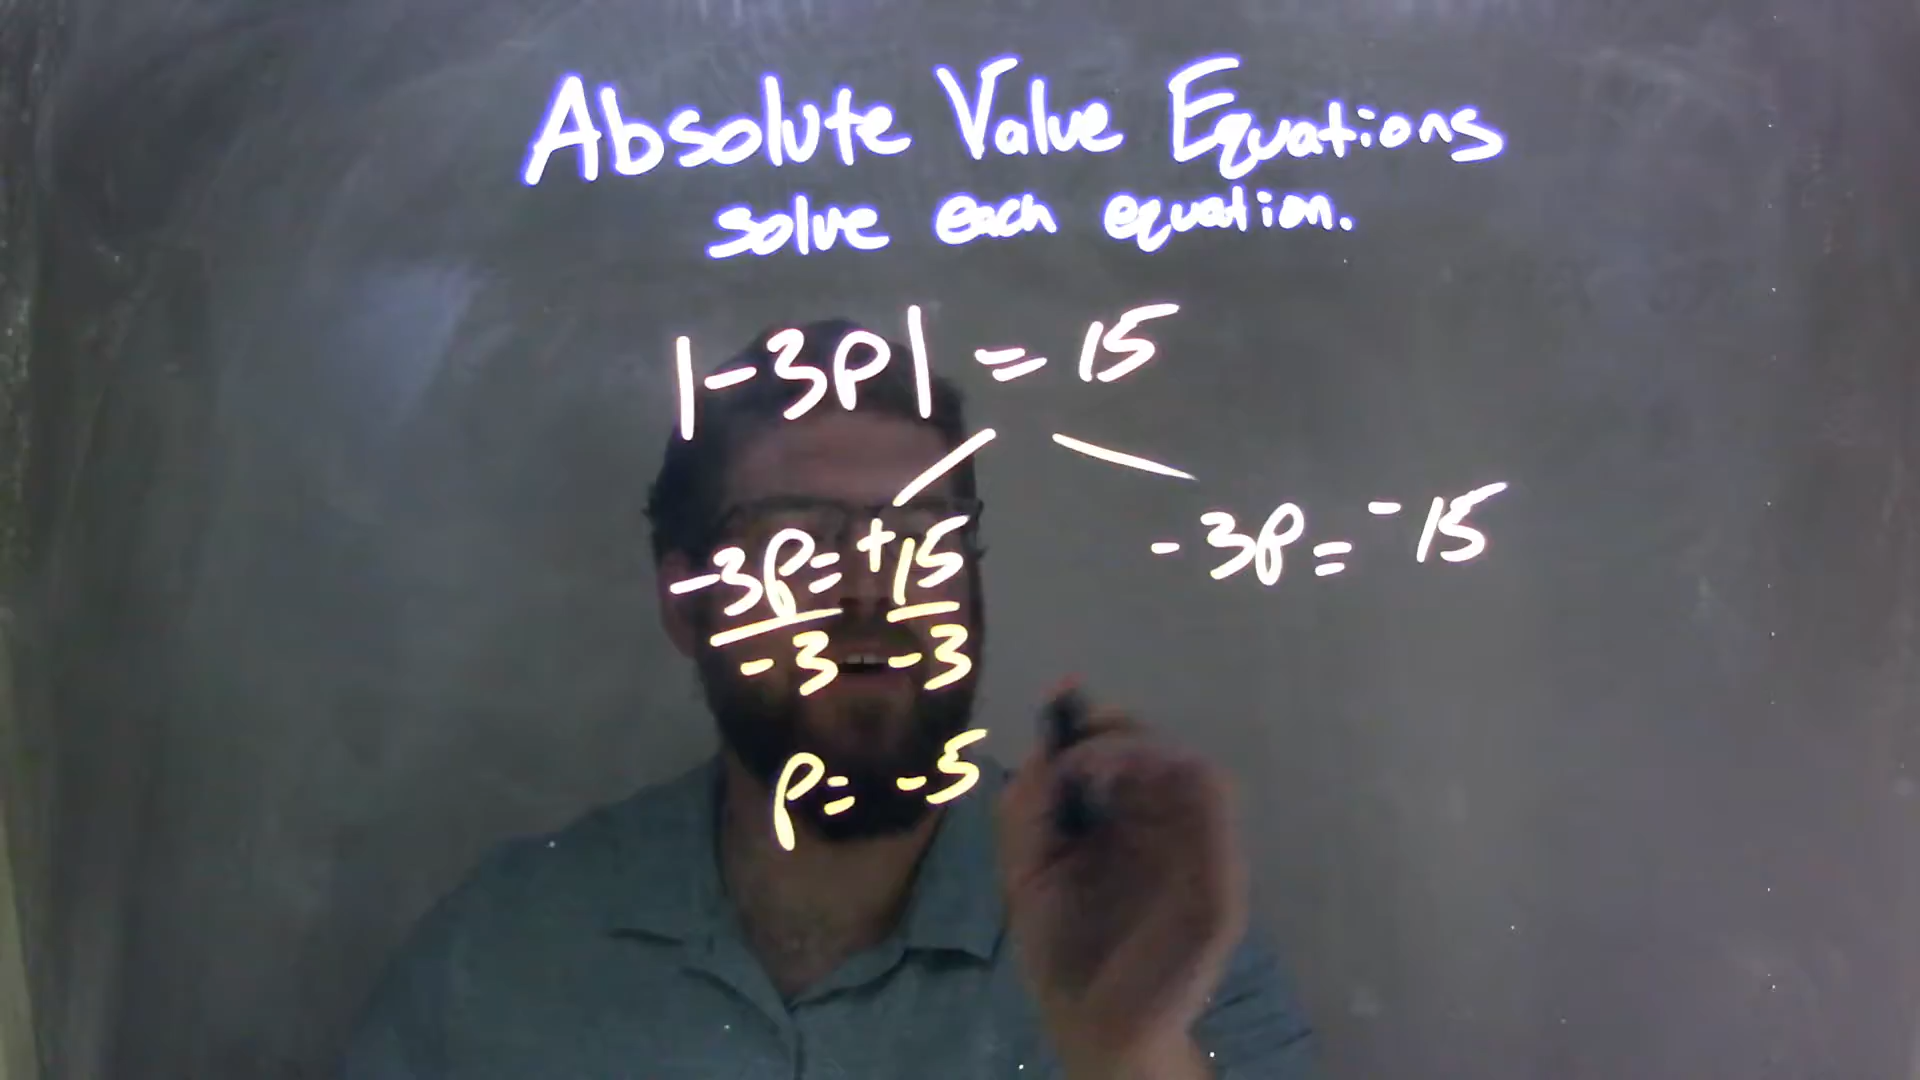 Absolute Value Equations
solve each equation.
|-3p| = 15
-3p = +15
-3 -3
p = -5
-3p = -15